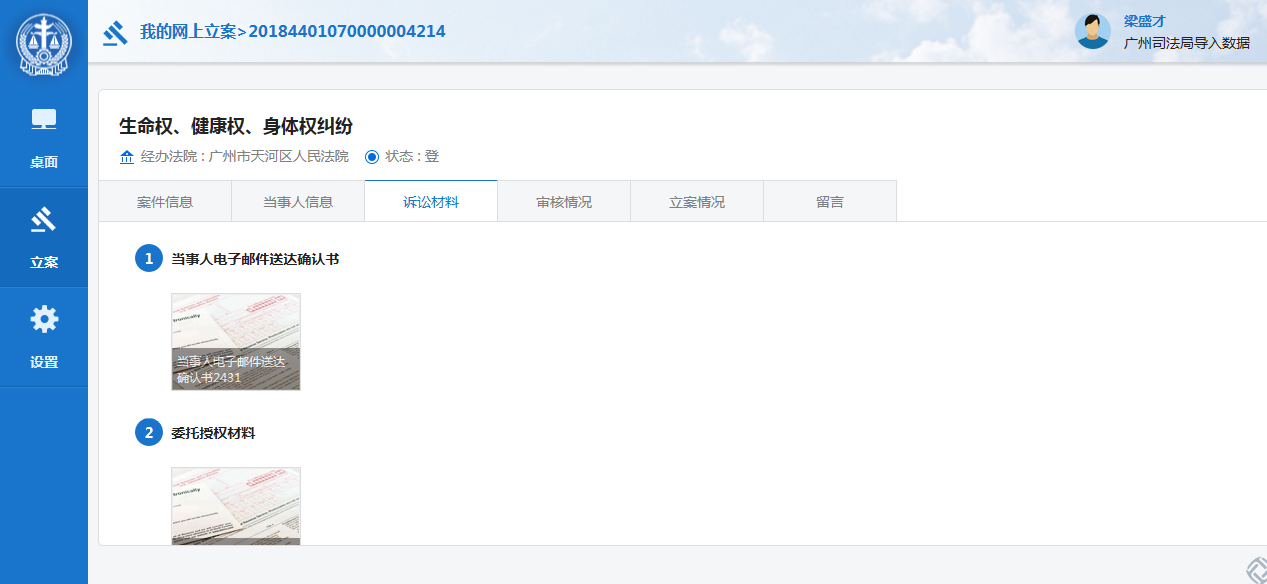 我的网上立案>20184401070000004214
梁盛才
广州司法局导入数据
桌面
立案
设置
生命权、健康权、身体权纠纷
经办法院 : 广州市天河区人民法院 状态 : 登
案件信息 当事人信息 诉讼材料 审核情况 立案情况 留言
1 当事人电子邮件送达确认书
tronically
当事人电子邮件送达
确认书2431
2 委托授权材料
tronically